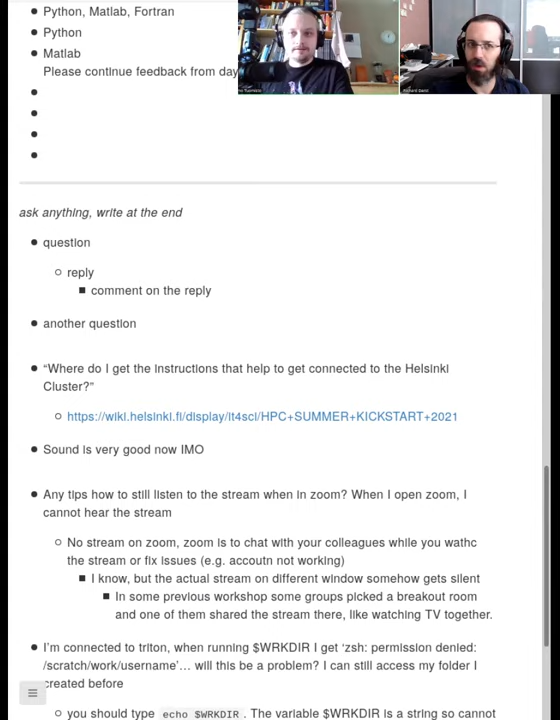 Python, Matlab, Fortran
Python
Matlab
Please continue feedback from day
ask anything, write at the end
question
reply
comment on the reply
another question
“Where do I get the instructions that help to get connected to the Helsinki
Cluster?”
https://wiki.helsinki.fi/display/it4sci/HPC+SUMMER+KICKSTART+2021
Sound is very good now IMO
Any tips how to still listen to the stream when in zoom? When I open zoom, I
cannot hear the stream
No stream on zoom, zoom is to chat with your colleagues while you wathc
the stream or fix issues (e.g. accoutn not working)
I know, but the actual stream on different window somehow gets silent
In some previous workshop some groups picked a breakout room
and one of them shared the stream there, like watching TV together.
I’m connected to triton, when running $WRKDIR I get ‘zsh: permission denied:
/scratch/work/username’... will this be a problem? I can still access my folder I
created before
you should type echo $WRKDIR. The variable $WRKDIR is a string so cannot